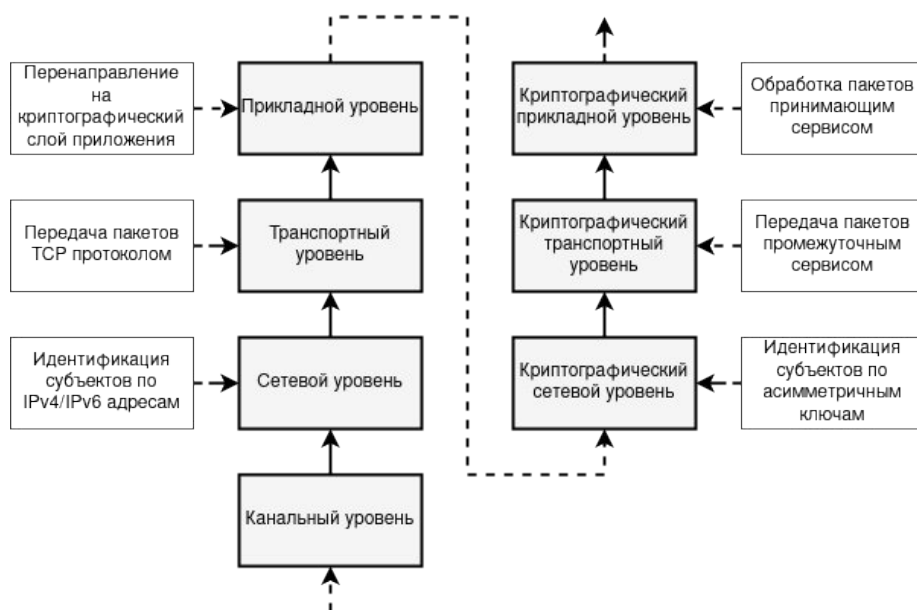 Перенаправление
на
криптографический
слой приложения
Прикладной уровень
Криптографический
прикладной уровень
Обработка пакетов
принимающим
сервисом
Передача пакетов
TCP протоколом
Транспортный
уровень
Криптографический
транспортный
уровень
Передача пакетов
промежуточным
сервисом
Идентификация
субъектов по
IPv4/IPv6 адресам
Сетевой уровень
Криптографический
сетевой уровень
Идентификация
субъектов по
асимметричным
ключам
Канальный уровень